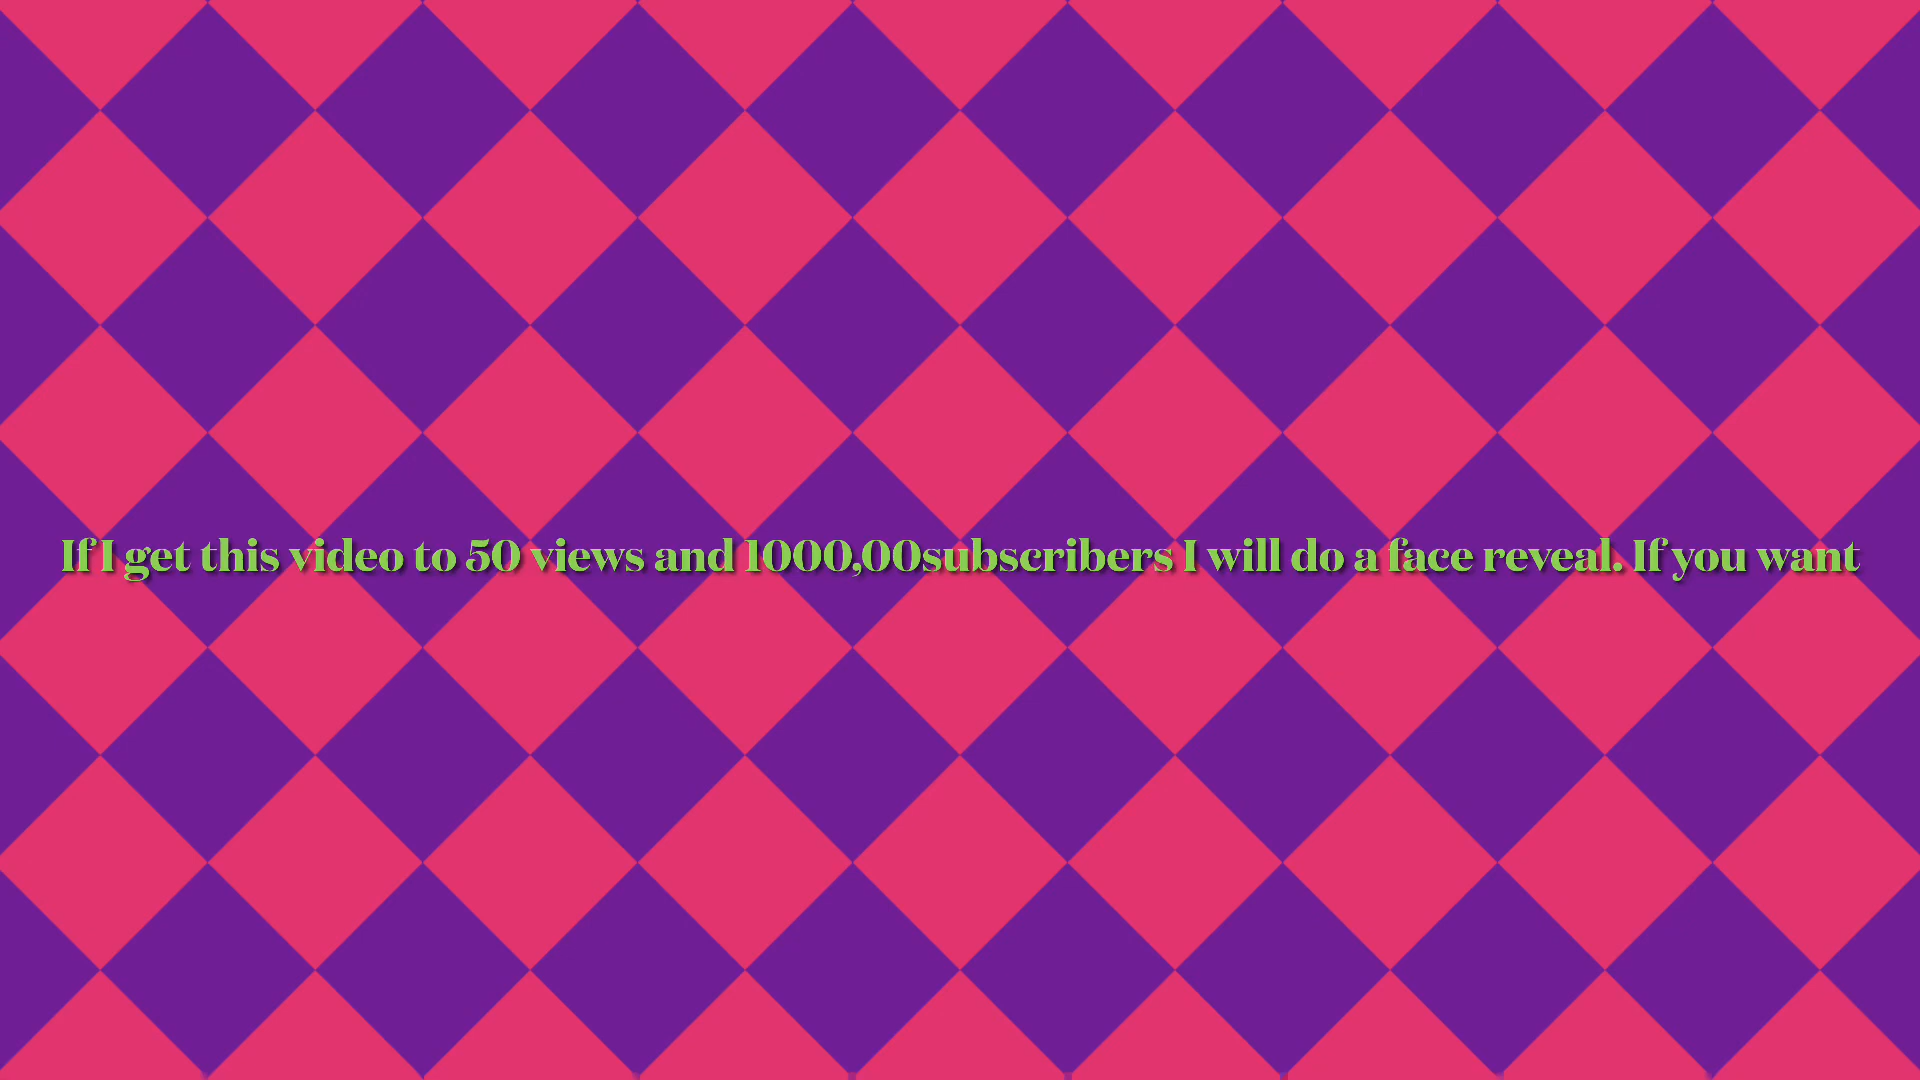 If I get this video to 50 views and 1000,00subscribers I will do a face reveal. If you want